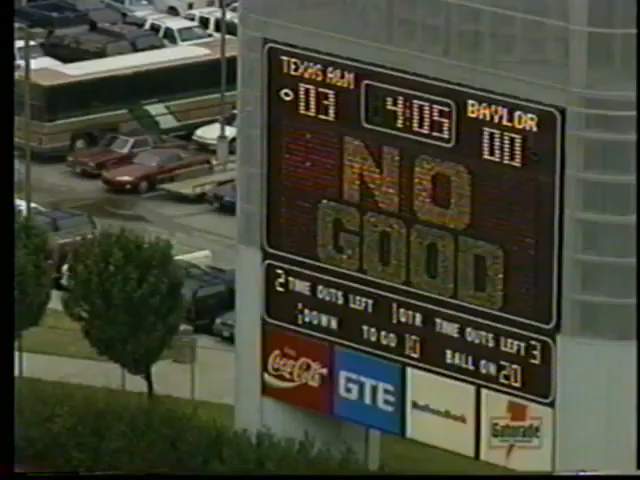 TEXAS A&M
BAYLOR
03
4:05
00
NO
GOOD
2 TIME OUTS LEFT 1 QTR TIME OUTS LEFT 3
1 DOWN TO GO 10 BALL ON 20
Coca-Cola
GTE
NationsBank
Gatorade